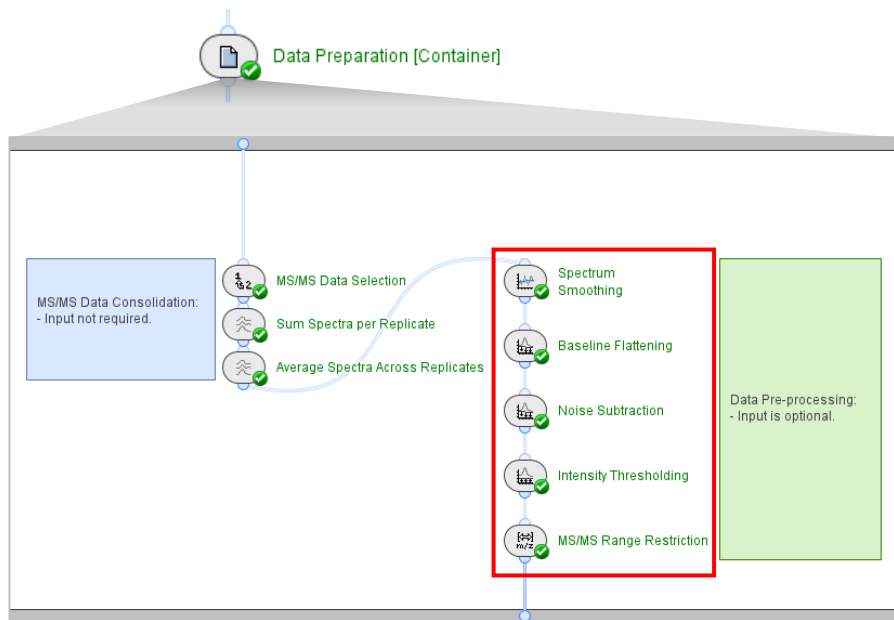 Data Preparation [Container]
MS/MS Data Consolidation:
- Input not required.
MS/MS Data Selection
Sum Spectra per Replicate
Average Spectra Across Replicates
Spectrum
Smoothing
Baseline Flattening
Noise Subtraction
Intensity Thresholding
m/z
MS/MS Range Restriction
Data Pre-processing:
- Input is optional.